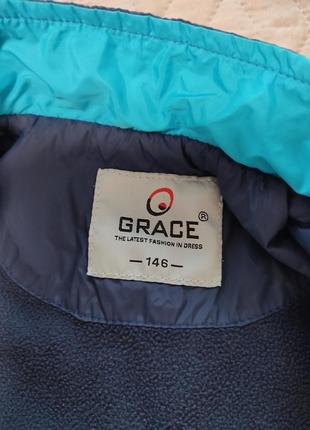 GRACE®
THE LATEST FASHION IN DRESS
—146—